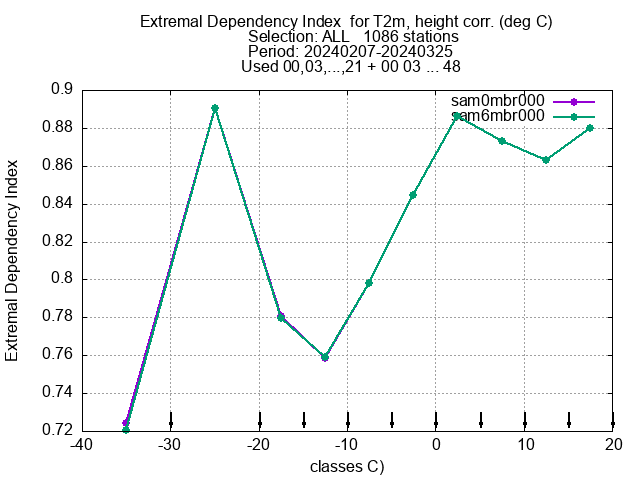 Extremal Dependency Index  for T2m, height corr. (deg C)
Selection: ALL   1086 stations
Period: 20240207-20240325
Used 00,03,...,21 + 00 03 ... 48
sam0mbr000
sam6mbr000
0.9
0.88
0.86
0.84
0.82
0.8
0.78
0.76
0.74
0.72
Extremal Dependency Index
-40 -30 -20 -10 0 10 20
classes C)